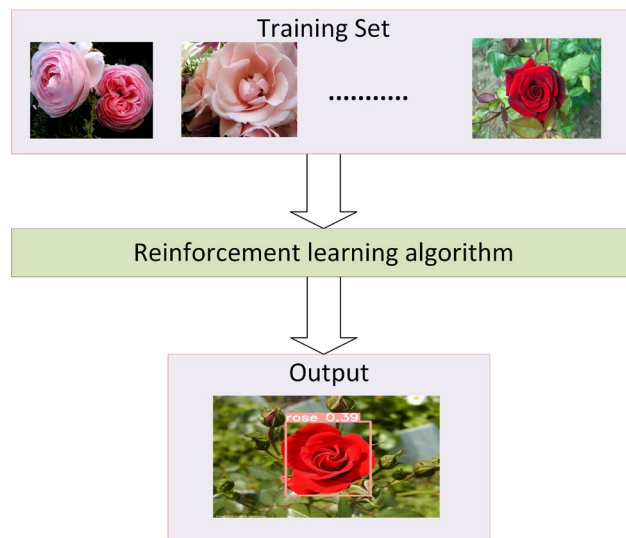 Training Set
...........
Reinforcement learning algorithm
Output
rose 0.39